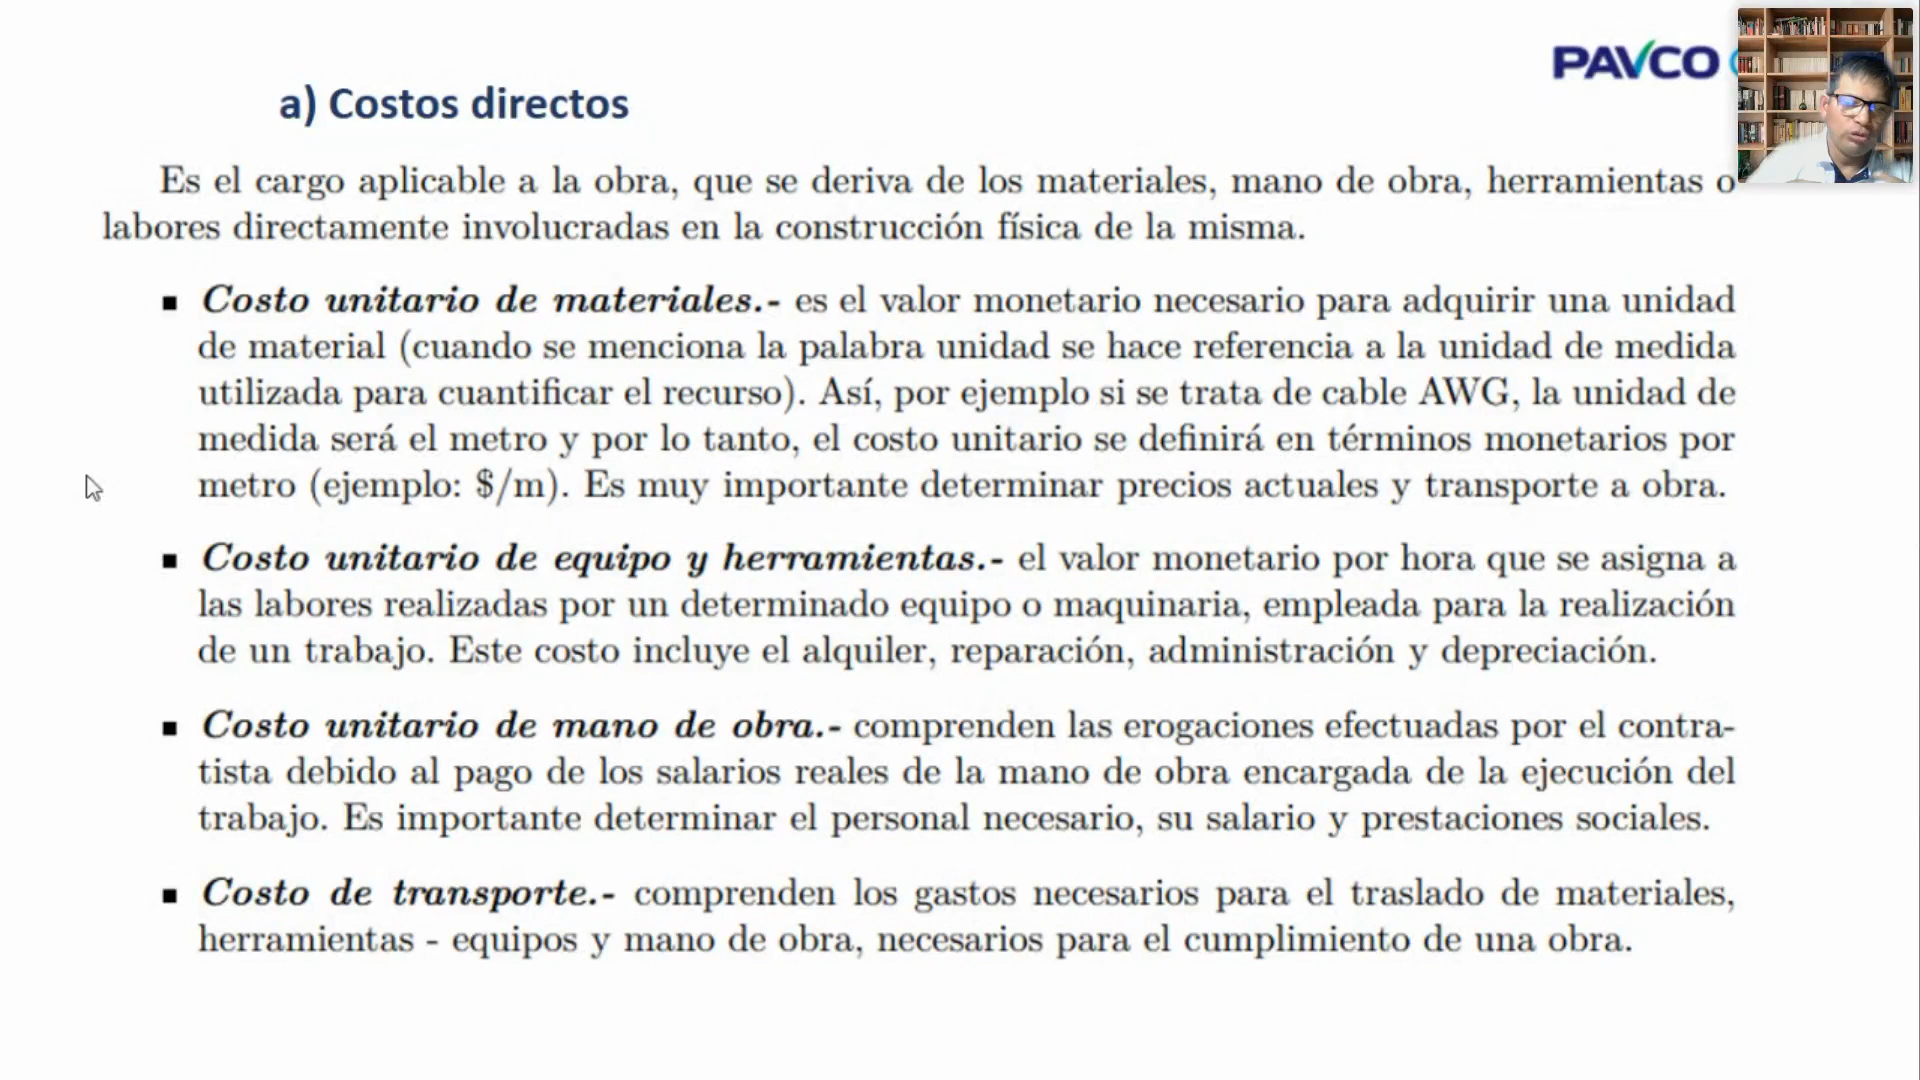 PAVCO
a) Costos directos
Es el cargo aplicable a la obra, que se deriva de los materiales, mano de obra, herramientas o
labores directamente involucradas en la construcción física de la misma.
▪ Costo unitario de materiales.- es el valor monetario necesario para adquirir una unidad
de material (cuando se menciona la palabra unidad se hace referencia a la unidad de medida
utilizada para cuantificar el recurso). Así, por ejemplo si se trata de cable AWG, la unidad de
medida será el metro y por lo tanto, el costo unitario se definirá en términos monetarios por
metro (ejemplo: $/m). Es muy importante determinar precios actuales y transporte a obra.
▪ Costo unitario de equipo y herramientas.- el valor monetario por hora que se asigna a
las labores realizadas por un determinado equipo o maquinaria, empleada para la realización
de un trabajo. Este costo incluye el alquiler, reparación, administración y depreciación.
▪ Costo unitario de mano de obra.- comprenden las erogaciones efectuadas por el contra-
tista debido al pago de los salarios reales de la mano de obra encargada de la ejecución del
trabajo. Es importante determinar el personal necesario, su salario y prestaciones sociales.
▪ Costo de transporte.- comprenden los gastos necesarios para el traslado de materiales,
herramientas - equipos y mano de obra, necesarios para el cumplimiento de una obra.